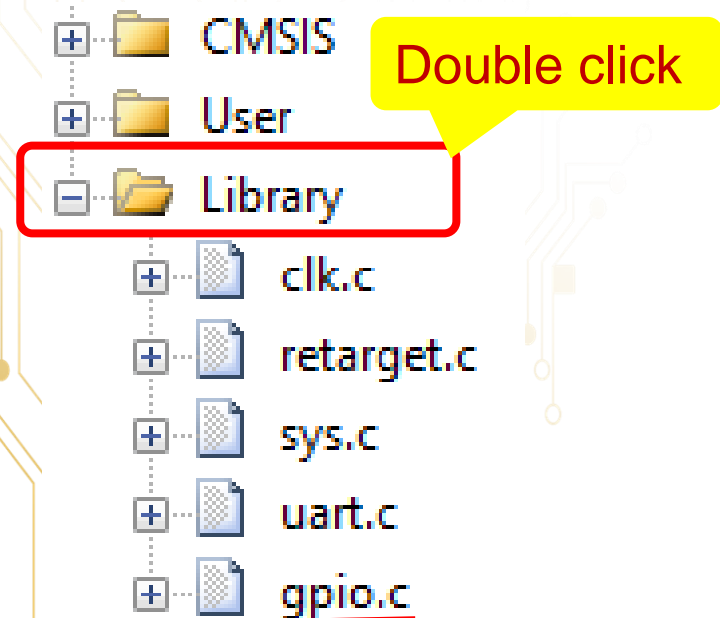 CMSIS
Double click
User
Library
clk.c
retarget.c
sys.c
uart.c
gpio.c